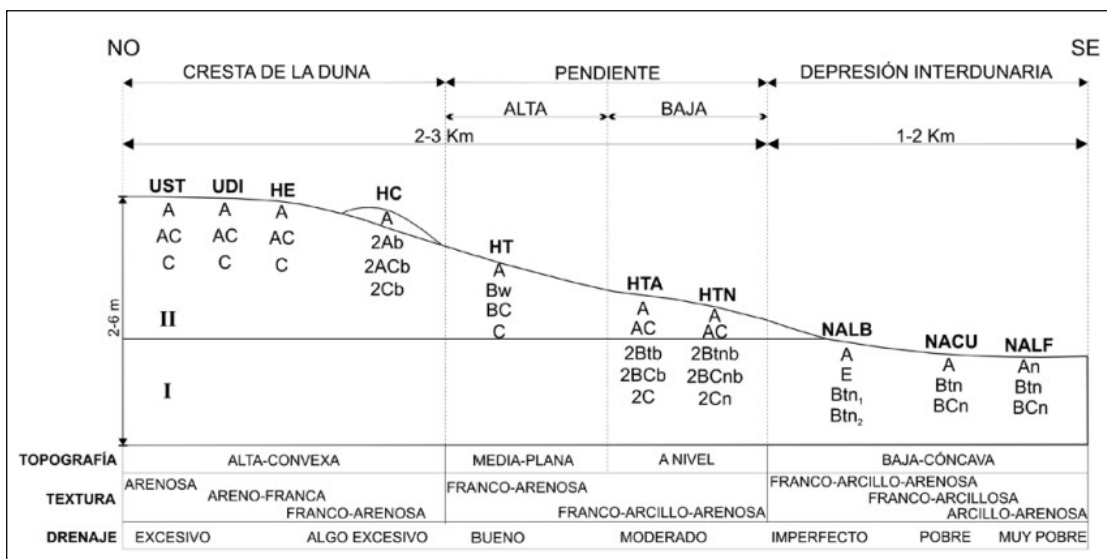 NO SE
CRESTA DE LA DUNA PENDIENTE DEPRESIÓN INTERDUNARIA
ALTA BAJA
2-3 Km 1-2 Km
UST UDI HE HC
A A A A
AC AC AC 2Ab
C C C 2ACb
2Cb
HT
A
Bw
BC
C
HTA HTN
A A
AC AC
2Btb 2Btnb
2BCb 2BCnb
2C 2Cn
NALB NACU NALF
A A An
E Btn Btn
Btn₁ BCn BCn
Btn₂
2-6 m
II
I
TOPOGRAFÍA ALTA-CONVEXA MEDIA-PLANA A NIVEL BAJA-CÓNCAVA
TEXTURA
ARENOSA FRANCO-ARENOSA FRANCO-ARCILLO-ARENOSA
ARENO-FRANCA FRANCO-ARCILLOSA
FRANCO-ARENOSA FRANCO-ARCILLO-ARENOSA ARCILLO-ARENOSA
DRENAJE EXCESIVO ALGO EXCESIVO BUENO MODERADO IMPERFECTO POBRE MUY POBRE